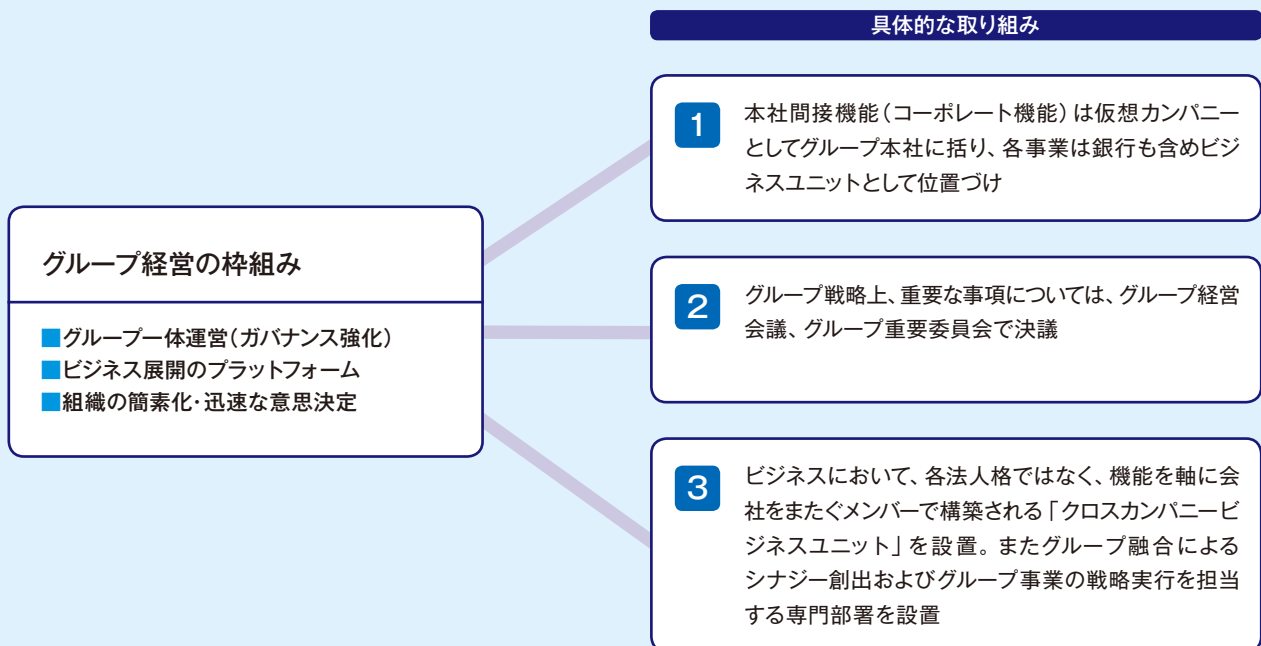 具体的な取り組み
1
本社間接機能（コーポレート機能）は仮想カンパニー
としてグループ本社に括り、各事業は銀行も含めビジ
ネスユニットとして位置づけ
グループ経営の枠組み
■グループ一体運営（ガバナンス強化）
■ビジネス展開のプラットフォーム
■組織の簡素化・迅速な意思決定
2
グループ戦略上、重要な事項については、グループ経営
会議、グループ重要委員会で決議
3
ビジネスにおいて、各法人格ではなく、機能を軸に会
社をまたぐメンバーで構築される「クロスカンパニービ
ジネスユニット」を設置。またグループ融合による
シナジー創出およびグループ事業の戦略実行を担当
する専門部署を設置